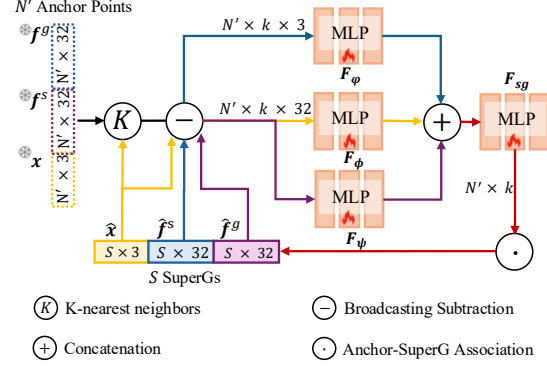 N′ Anchor Points
f^g
N′ × 32
f^s
N′ × 32
x
N′ × 3
K
−
N′ × k × 3
MLP
F_φ
N′ × k × 32
MLP
F_ϕ
MLP
F_ψ
+
F_sg
MLP
N′ × k
·
x̂
f̂^s
f̂^g
S × 3
S × 32
S × 32
S SuperGs
K K-nearest neighbors
− Broadcasting Subtraction
+ Concatenation
· Anchor-SuperG Association